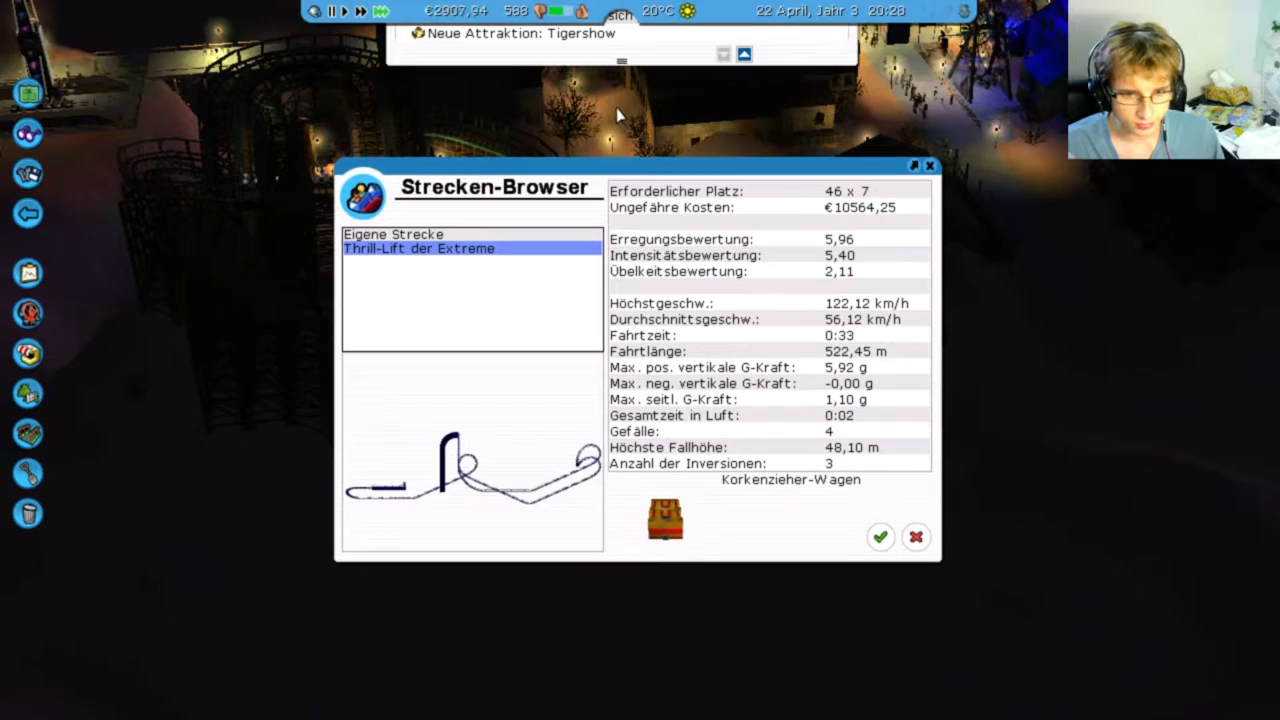 €2907,94 588 20°C 22 April, Jahr 3 20:28
sich
Neue Attraktion: Tigershow
Strecken-Browser
Eigene Strecke
Thrill-Lift der Extreme
Erforderlicher Platz: 46 x 7
Ungefähre Kosten: €10564,25
Erregungsbewertung: 5,96
Intensitätsbewertung: 5,40
Übelkeitsbewertung: 2,11
Höchstgeschw.: 122,12 km/h
Durchschnittsgeschw.: 56,12 km/h
Fahrtzeit: 0:33
Fahrtlänge: 522,45 m
Max. pos. vertikale G-Kraft: 5,92 g
Max. neg. vertikale G-Kraft: -0,00 g
Max. seitl. G-Kraft: 1,10 g
Gesamtzeit in Luft: 0:02
Gefälle: 4
Höchste Fallhöhe: 48,10 m
Anzahl der Inversionen: 3
Korkenzieher-Wagen